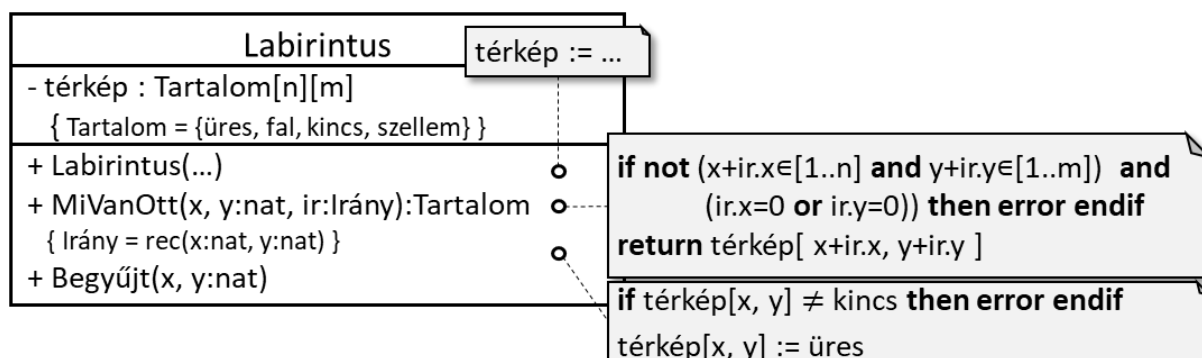 Labirintus
térkép := ...
- térkép : Tartalom[n][m]
{ Tartalom = {üres, fal, kincs, szellem} }
+ Labirintus(...)
+ MiVanOtt(x, y:nat, ir:Irány):Tartalom
{ Irány = rec(x:nat, y:nat) }
+ Begyűjt(x, y:nat)
if not (x+ir.x∈[1..n] and y+ir.y∈[1..m]) and
(ir.x=0 or ir.y=0)) then error endif
return térkép[ x+ir.x, y+ir.y ]
if térkép[x, y] ≠ kincs then error endif
térkép[x, y] := üres